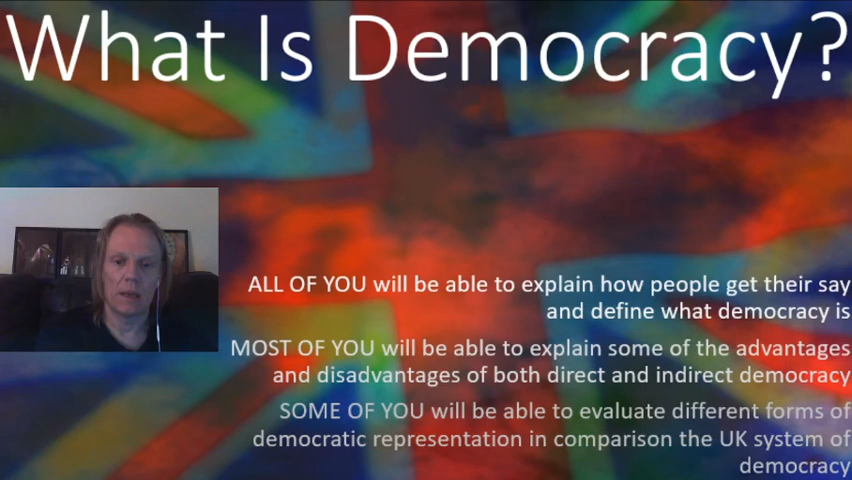 What Is Democracy?
ALL OF YOU will be able to explain how people get their say
and define what democracy is
MOST OF YOU will be able to explain some of the advantages
and disadvantages of both direct and indirect democracy
SOME OF YOU will be able to evaluate different forms of
democratic representation in comparison the UK system of
democracy